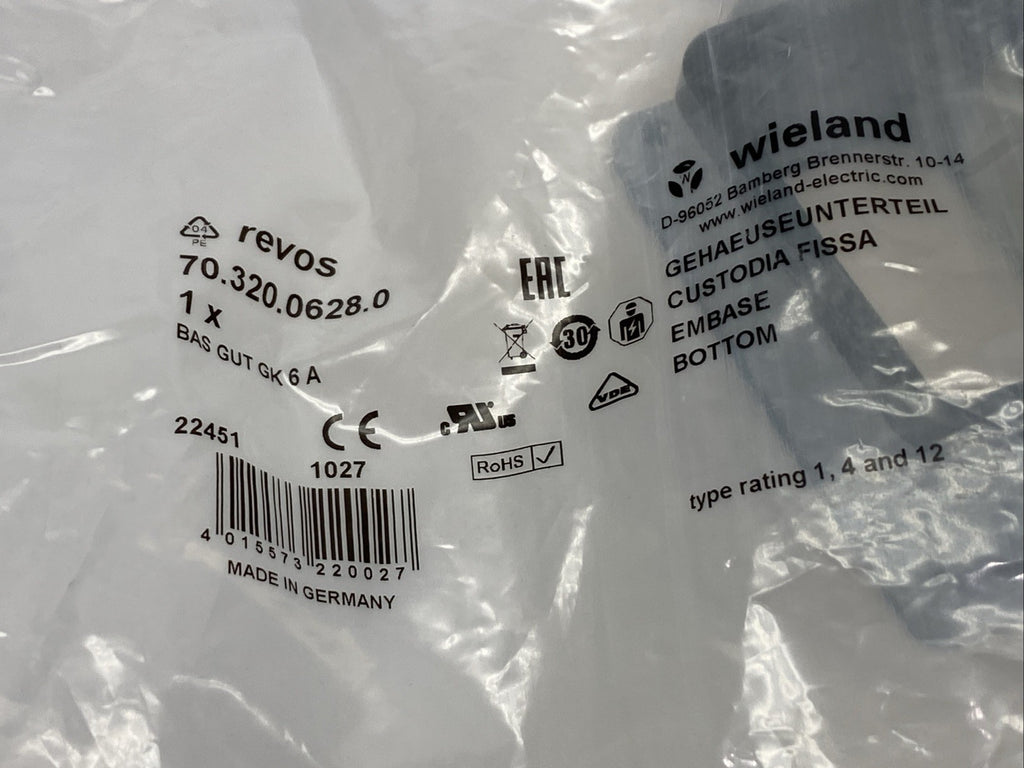 04
PE
revos
70.320.0628.0
1 x
BAS GUT GK 6 A
22451
CE
1027
4 015573 220027
MADE IN GERMANY
EAC
30
i
c RU us
VDE
RoHS ✓
wieland
D-96052 Bamberg Brennerstr. 10-14
www.wieland-electric.com
GEHAEUSEUNTERTEIL
CUSTODIA FISSA
EMBASE
BOTTOM
type rating 1, 4 and 12